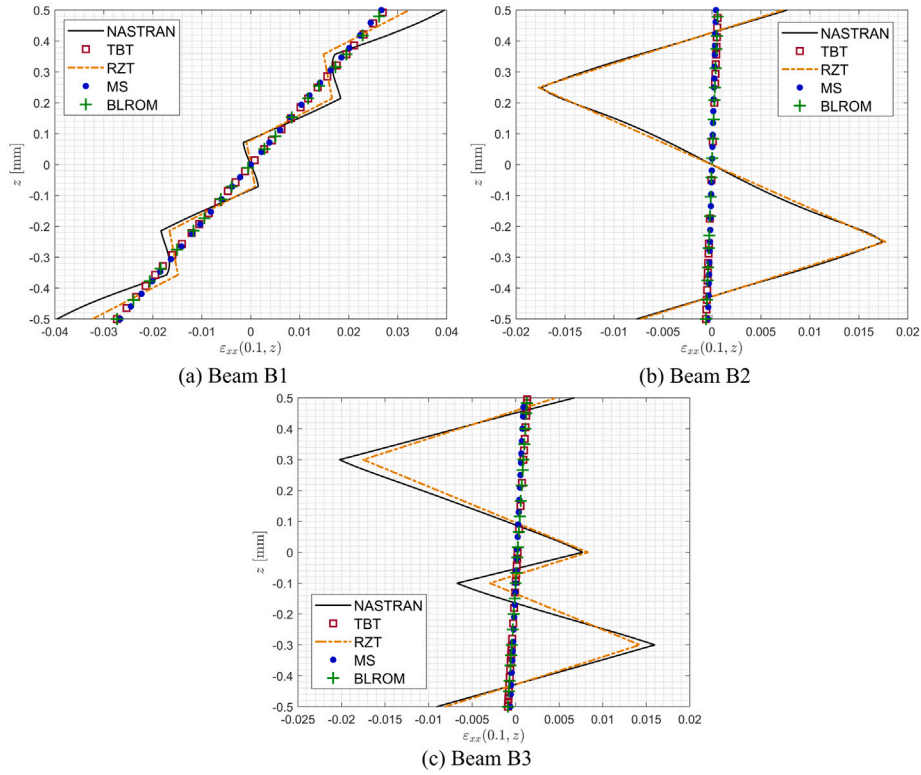 0.5
0.4
0.3
0.2
0.1
0
-0.1
-0.2
-0.3
-0.4
-0.5
z [mm]
NASTRAN
TBT
RZT
MS
BLROM
-0.04 -0.03 -0.02 -0.01 0 0.01 0.02 0.03 0.04
εxx(0.1, z)
(a) Beam B1
0.5
0.4
0.3
0.2
0.1
0
-0.1
-0.2
-0.3
-0.4
-0.5
z [mm]
NASTRAN
TBT
RZT
MS
BLROM
-0.02 -0.015 -0.01 -0.005 0 0.005 0.01 0.015 0.02
εxx(0.1, z)
(b) Beam B2
0.5
0.4
0.3
0.2
0.1
0
-0.1
-0.2
-0.3
-0.4
-0.5
z [mm]
NASTRAN
TBT
RZT
MS
BLROM
-0.025 -0.02 -0.015 -0.01 -0.005 0 0.005 0.01 0.015 0.02
εxx(0.1, z)
(c) Beam B3